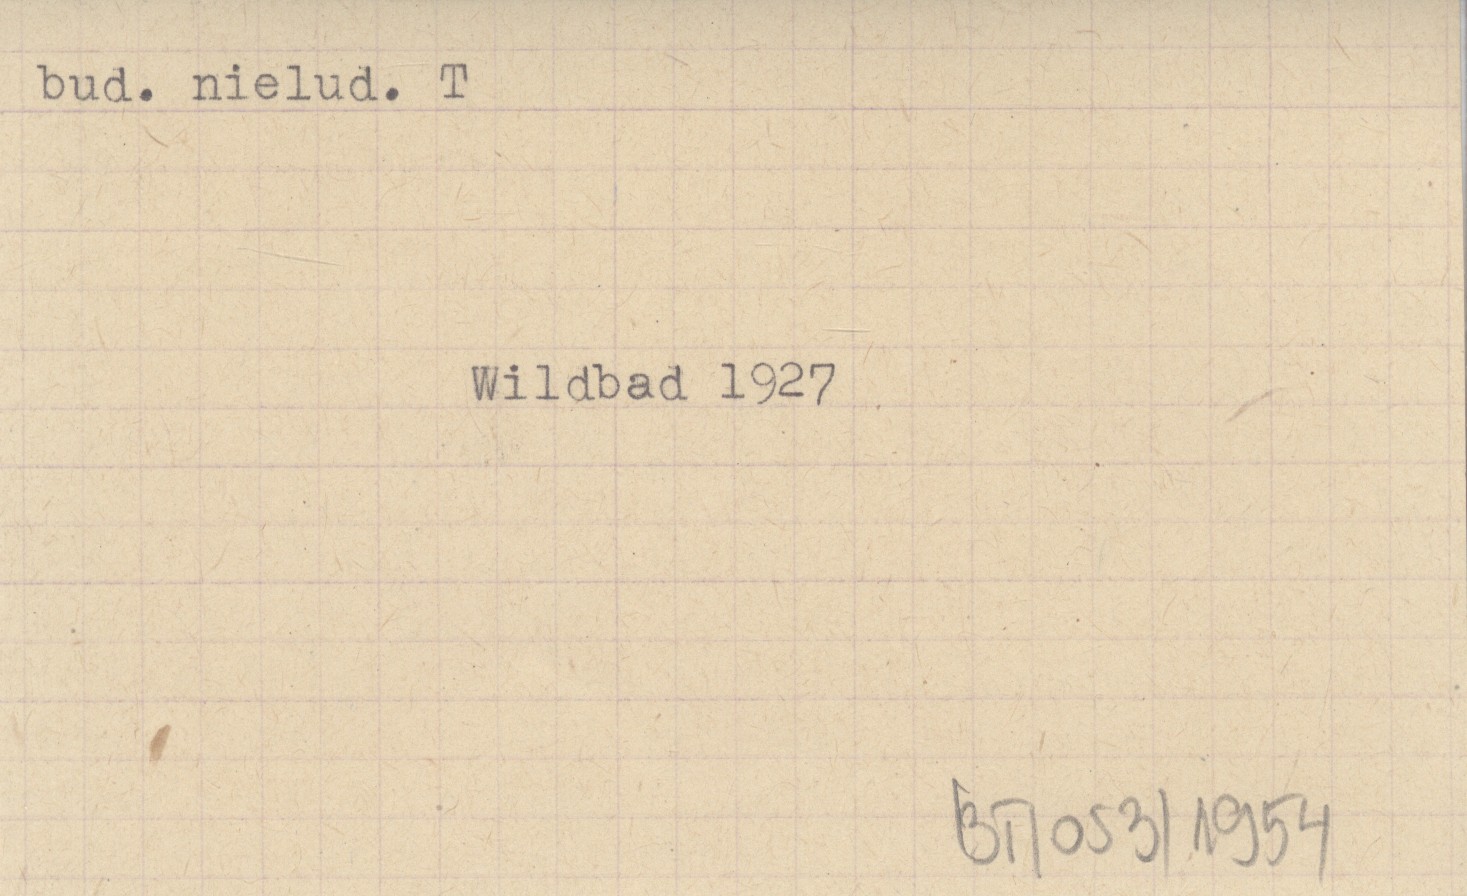 bud. nielud. T
Wildbad 1927
BT/053/1954